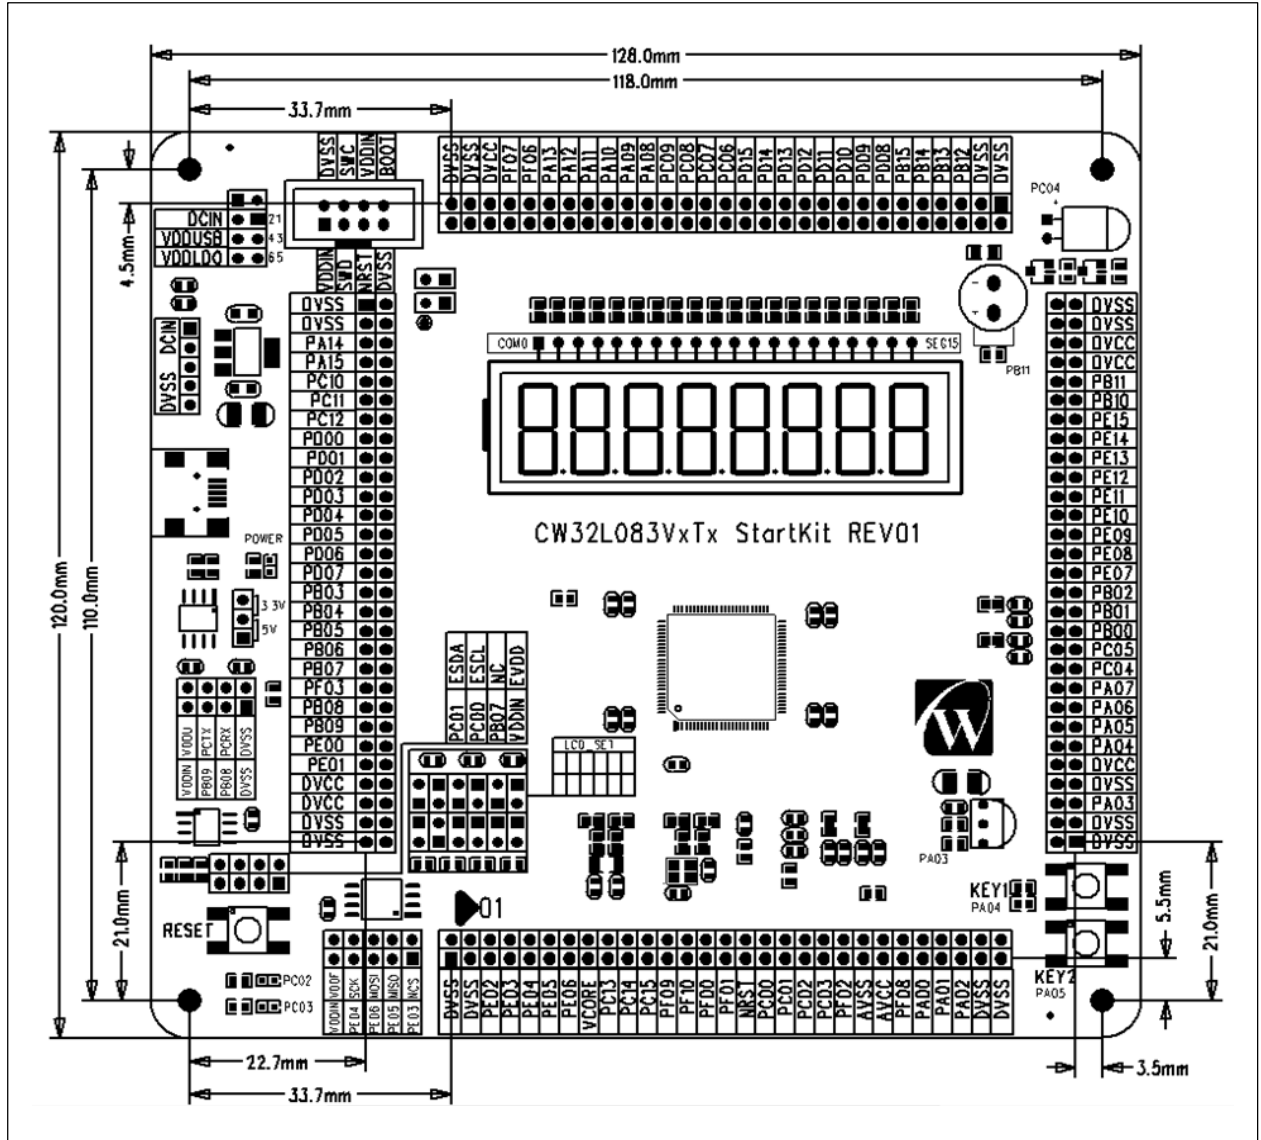 128.0mm
118.0mm
33.7mm
120.0mm
110.0mm
4.5mm
DVSS
SWC
VDDIN
BOOT
DVSS
DVSS
DVCC
PF07
PF06
PA13
PA12
PA11
PA10
PA09
PA08
PC09
PC08
PC07
PC06
PD15
PD14
PD13
PD12
PD11
PD10
PD09
PD08
PB15
PB14
PB13
PB12
DVSS
DVSS
PC04
DCIN 21
VDDUSB 43
VDDLDO 65
VDDIN
SWD
NRST
DVSS
DCIN
DVSS
DVSS
DVSS
PA14
PA15
PC10
PC11
PC12
PD00
PD01
PD02
PD03
PD04
PD05
PD06
PD07
PB03
PB04
PB05
PB06
PB07
PF03
PB08
PB09
PE00
PE01
DVCC
DVCC
DVSS
DVSS
COM0
SEG15
PB11
DVSS
DVSS
DVCC
DVCC
PB11
PB10
PE15
PE14
PE13
PE12
PE11
PE10
PE09
PE08
PE07
PB02
PB01
PB00
PC05
PC04
PA07
PA06
PA05
PA04
DVCC
DVSS
PA03
DVSS
DVSS
CW32L083VxTx StartKit REV01
POWER
3.3V
5V
VDDIN VDDU
PB09 PCTX
PB08 PCRX
DVSS DVSS
PC01 ESDA
PC00 ESCL
PB07 NC
VDDIN EVDD
LCD_SET
W
PA03
KEY1
PA04
KEY2
PA05
RESET
PC02
PC03
01
VDDIN VDDF
PE04 SCK
PE06 MOSI
PE05 MISO
PE03 NCS
DVSS
DVSS
PE02
PE03
PE04
PE05
PE06
VCORE
PC13
PC14
PC15
PF09
PF10
PF00
PF01
NRST
PC00
PC01
PC02
PC03
PF02
AVSS
AVCC
PF08
PA00
PA01
PA02
DVSS
DVSS
21.0mm
22.7mm
33.7mm
5.5mm
21.0mm
3.5mm